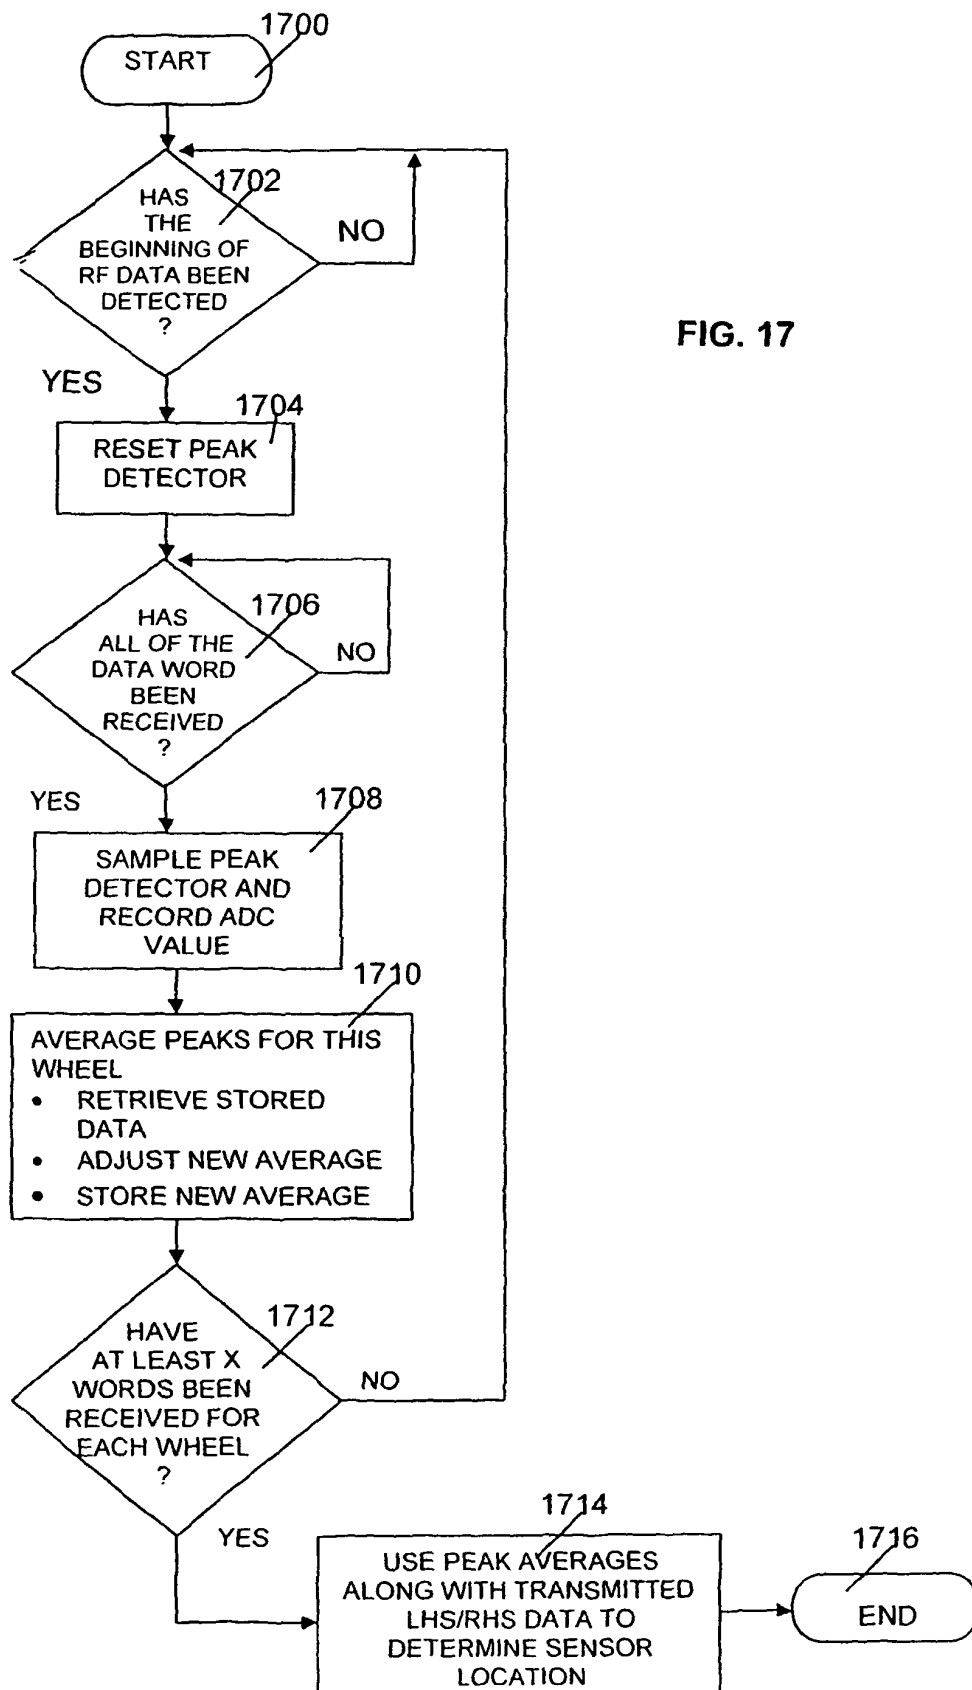 1700
START
1702
HAS
THE
BEGINNING OF
RF DATA BEEN
DETECTED
?
NO
FIG. 17
YES
1704
RESET PEAK
DETECTOR
1706
HAS
ALL OF THE
DATA WORD
BEEN
RECEIVED
?
NO
YES
1708
SAMPLE PEAK
DETECTOR AND
RECORD ADC
VALUE
1710
AVERAGE PEAKS FOR THIS
WHEEL
• RETRIEVE STORED
DATA
• ADJUST NEW AVERAGE
• STORE NEW AVERAGE
1712
HAVE
AT LEAST X
WORDS BEEN
RECEIVED FOR
EACH WHEEL
?
NO
YES
1714
USE PEAK AVERAGES
ALONG WITH TRANSMITTED
LHS/RHS DATA TO
DETERMINE SENSOR
LOCATION
1716
END